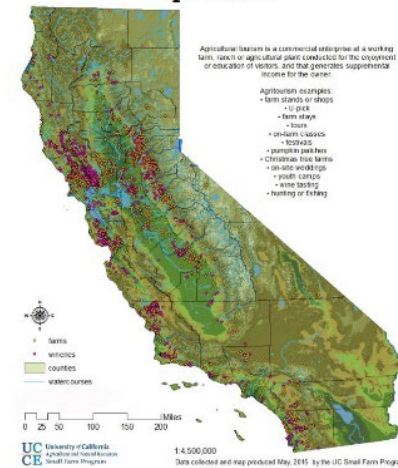 Agricultural tourism is a commercial enterprise at a working
farm, ranch or agricultural plant conducted for the enjoyment
or education of visitors, and that generates supplemental
income for the owner.
Agritourism examples:
• farm stands or shops
• U-pick
• farm stays
• tours
• on-farm classes
• festivals
• pumpkin patches
• Christmas tree farms
• on-site weddings
• youth camps
• wine tasting
• hunting or fishing
farms
wineries
counties
watercourses
Miles
0 25 50 100 150 200
UC University of California
Agriculture and Natural Resources
CE Small Farm Program
1:4,500,000
Data collected and map produced May, 2015 by the UC Small Farm Progra